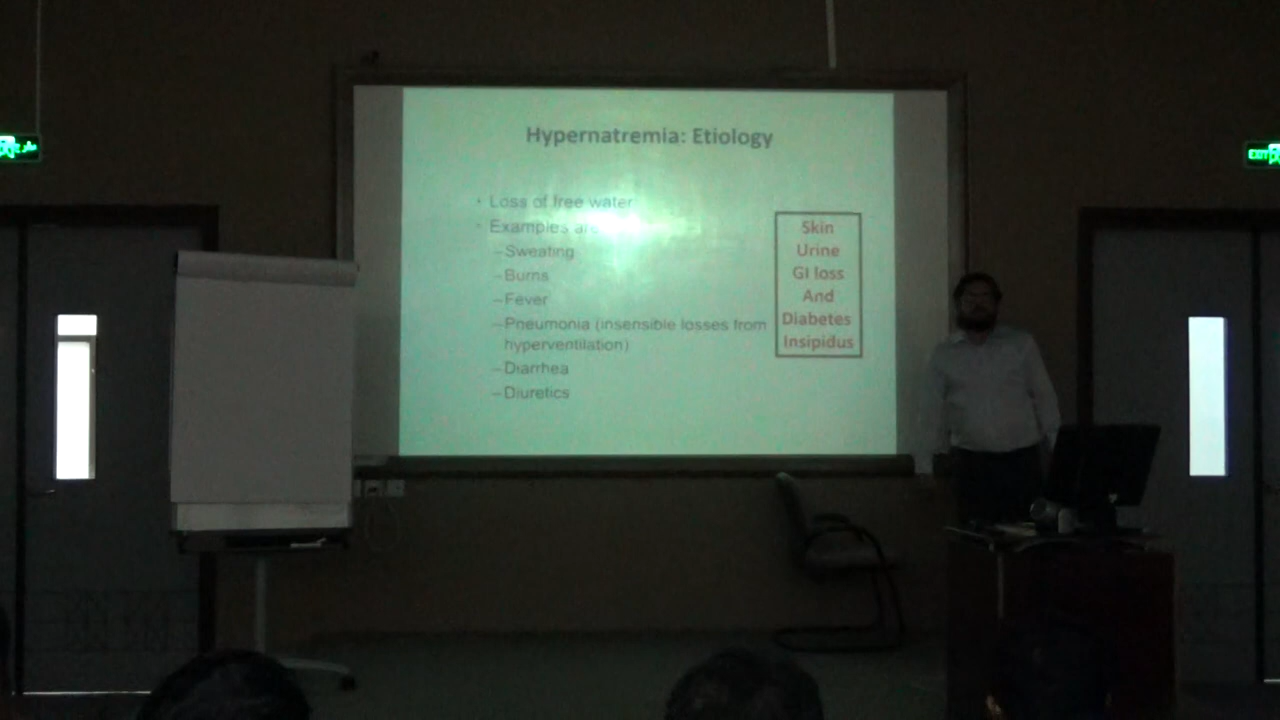 Hypernatremia: Etiology
• Loss of free water
• Examples are
–Sweating
–Burns
–Fever
–Pneumonia (insensible losses from
hyperventilation)
–Diarrhea
–Diuretics
Skin
Urine
GI loss
And
Diabetes
Insipidus
EXIT